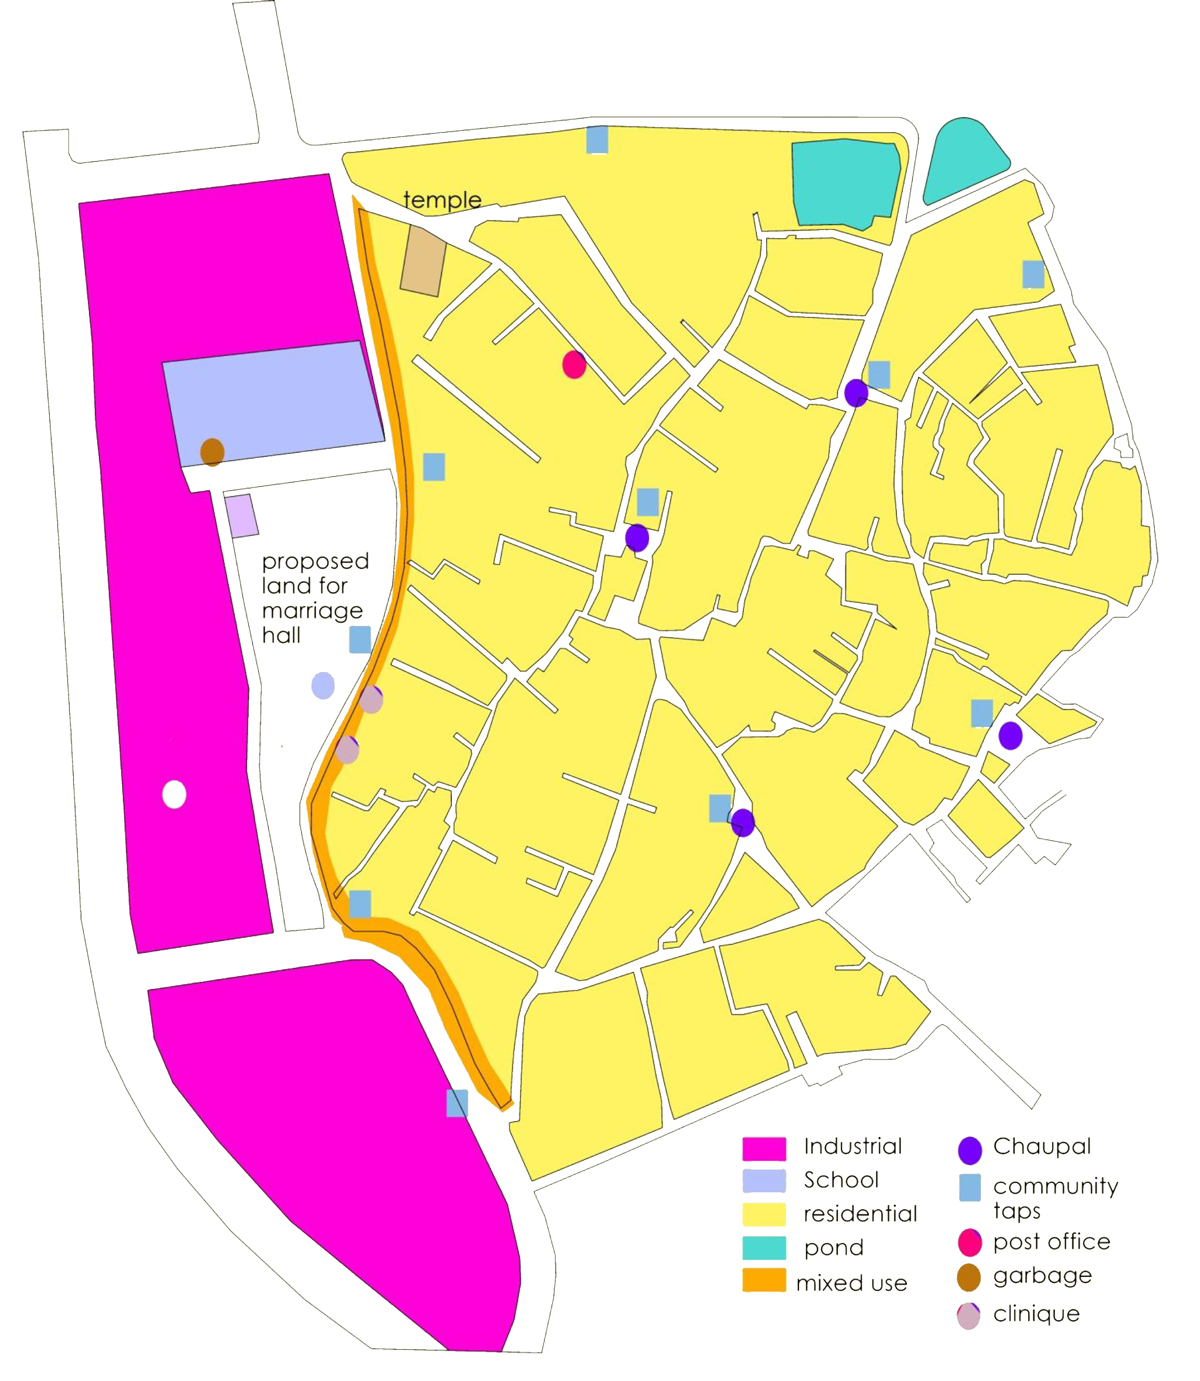 temple
proposed
land for
marriage
hall
Industrial
School
residential
pond
mixed use
Chaupal
community
taps
post office
garbage
clinique